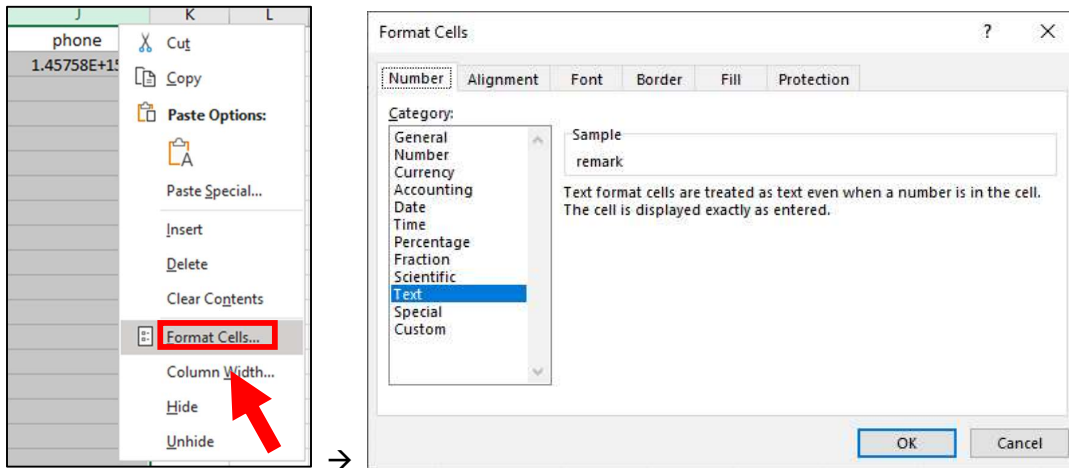 J K L
phone
1.45758E+15
Cut
Copy
Paste Options:
Paste Special...
Insert
Delete
Clear Contents
Format Cells...
Column Width...
Hide
Unhide
→
Format Cells ? ×
Number Alignment Font Border Fill Protection
Category:
General
Number
Currency
Accounting
Date
Time
Percentage
Fraction
Scientific
Text
Special
Custom
Sample
remark
Text format cells are treated as text even when a number is in the cell.
The cell is displayed exactly as entered.
OK Cancel